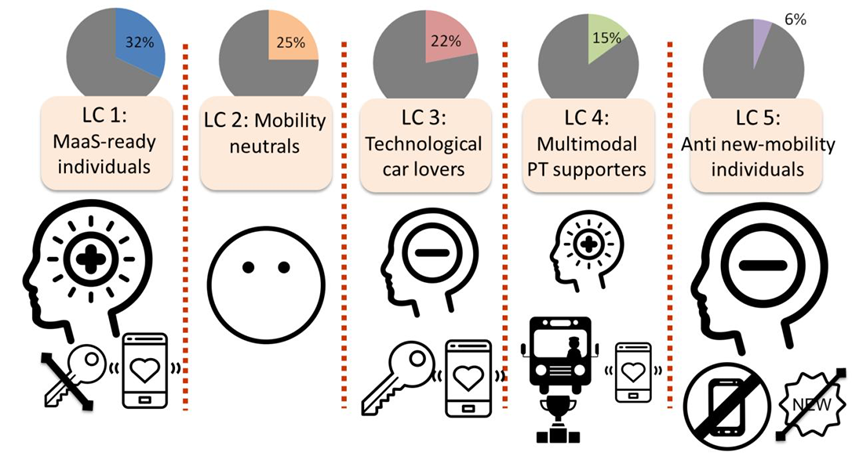 32%
25%
22%
15%
6%
LC 1:
MaaS-ready
individuals
LC 2: Mobility
neutrals
LC 3:
Technological
car lovers
LC 4:
Multimodal
PT supporters
LC 5:
Anti new-mobility
individuals
NEW